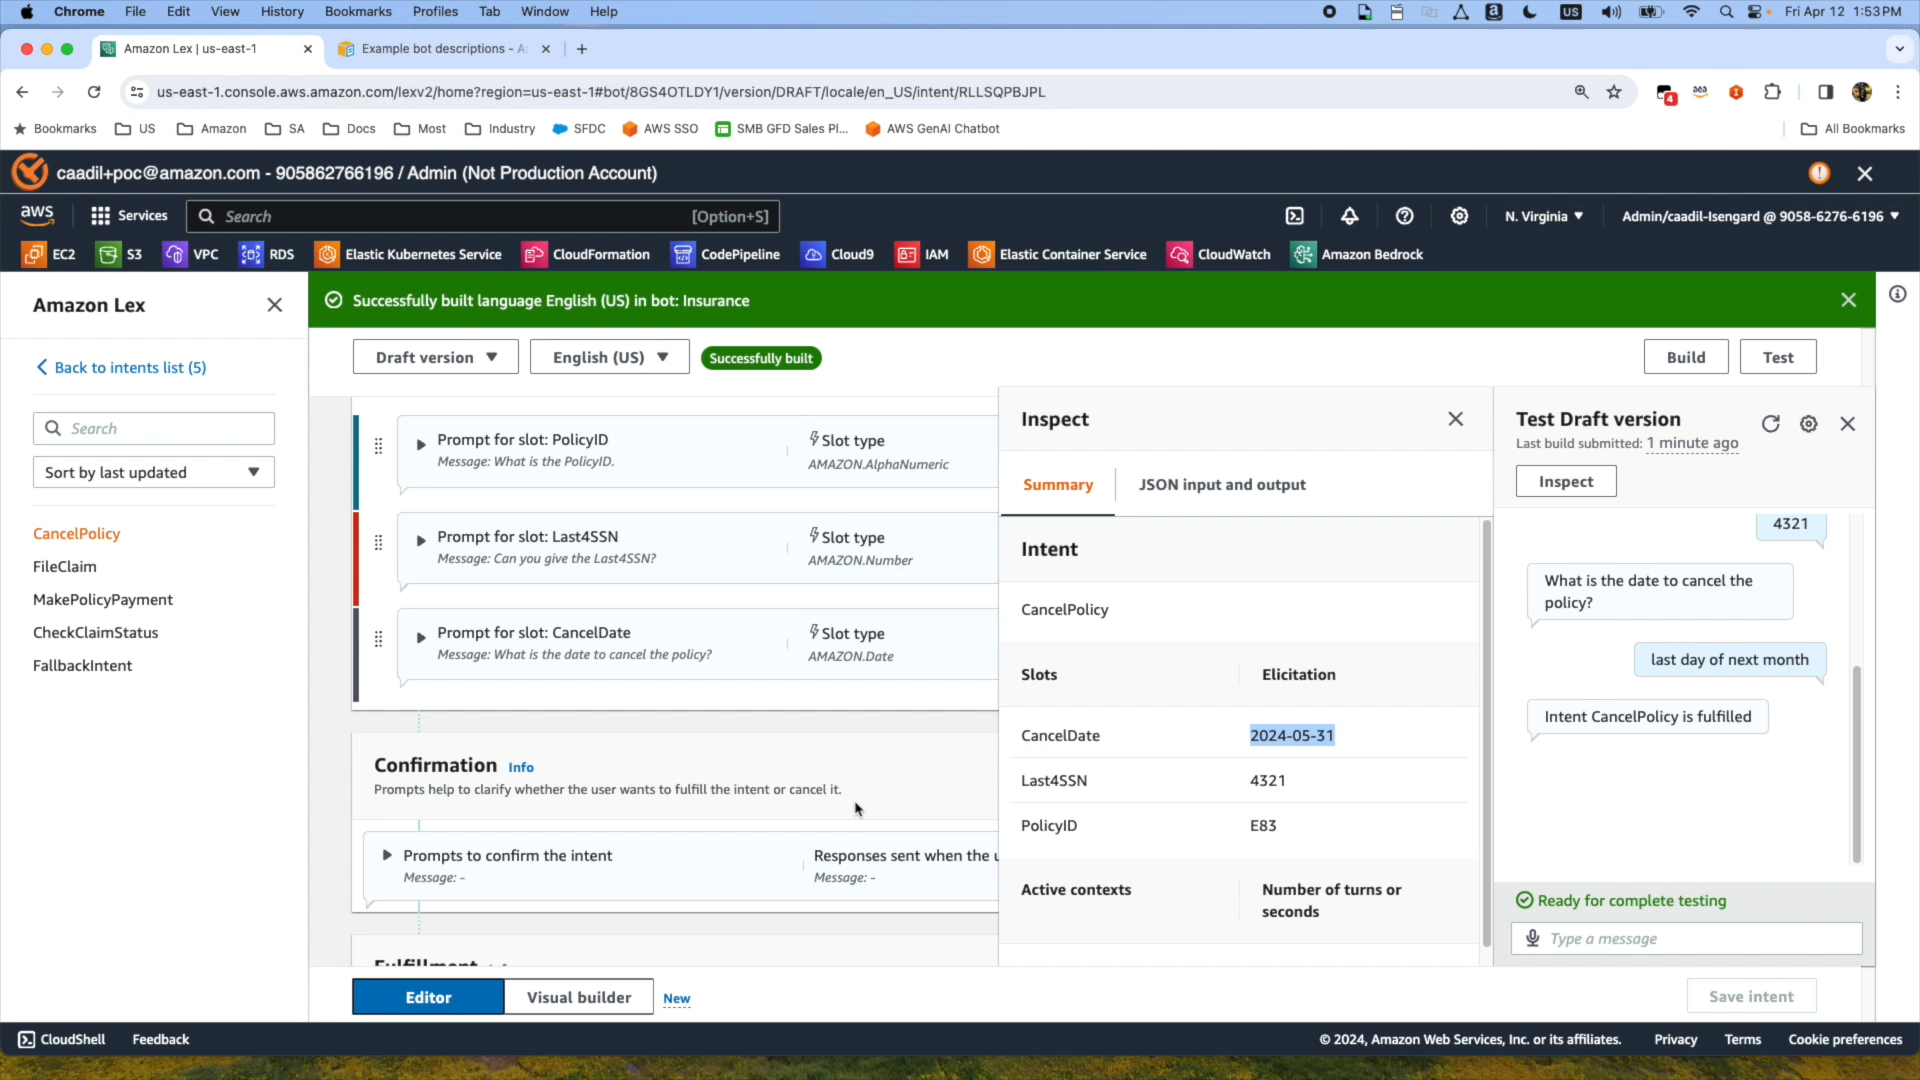 Chrome File Edit View History Bookmarks Profiles Tab Window Help
US
Fri Apr 12 1:53 PM
Amazon Lex | us-east-1
Example bot descriptions - A
us-east-1.console.aws.amazon.com/lexv2/home?region=us-east-1#bot/8GS4OTLDY1/version/DRAFT/locale/en_US/intent/RLLSQPBJPL
4
Bookmarks US Amazon SA Docs Most Industry SFDC AWS SSO SMB GFD Sales Pl... AWS GenAI Chatbot All Bookmarks
caadil+poc@amazon.com - 905862766196 / Admin (Not Production Account)
aws Services Search [Option+S] N. Virginia Admin/caadil-Isengard @ 9058-6276-6196
EC2 S3 VPC RDS Elastic Kubernetes Service CloudFormation CodePipeline Cloud9 IAM Elastic Container Service CloudWatch Amazon Bedrock
Amazon Lex
Back to intents list (5)
Search
Sort by last updated
CancelPolicy
FileClaim
MakePolicyPayment
CheckClaimStatus
FallbackIntent
Successfully built language English (US) in bot: Insurance
Draft version English (US) Successfully built Build Test
Prompt for slot: PolicyID
Message: What is the PolicyID.
Slot type
AMAZON.AlphaNumeric
Prompt for slot: Last4SSN
Message: Can you give the Last4SSN?
Slot type
AMAZON.Number
Prompt for slot: CancelDate
Message: What is the date to cancel the policy?
Slot type
AMAZON.Date
Confirmation Info
Prompts help to clarify whether the user wants to fulfill the intent or cancel it.
Prompts to confirm the intent
Message: -
Responses sent when the u
Message: -
Fulfillment
Editor Visual builder New
Save intent
Inspect
Summary JSON input and output
Intent
CancelPolicy
Slots Elicitation
CancelDate 2024-05-31
Last4SSN 4321
PolicyID E83
Active contexts Number of turns or
seconds
Test Draft version
Last build submitted: 1 minute ago
Inspect
4321
What is the date to cancel the
policy?
last day of next month
Intent CancelPolicy is fulfilled
Ready for complete testing
Type a message
CloudShell Feedback © 2024, Amazon Web Services, Inc. or its affiliates. Privacy Terms Cookie preferences